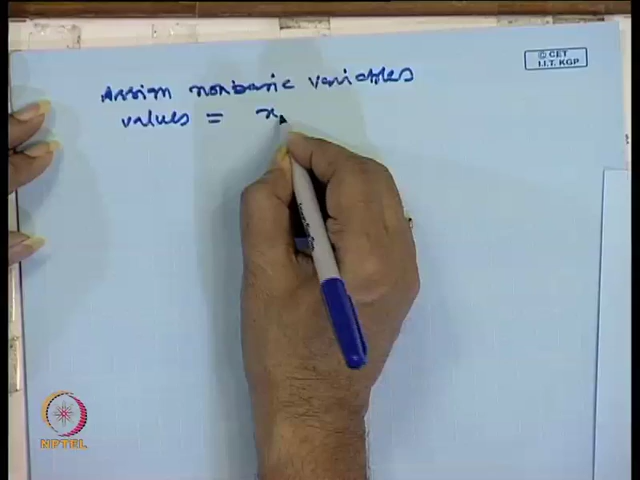 © CET
I.I.T. KGP
Assign nonbasic variables
values = x
NPTEL